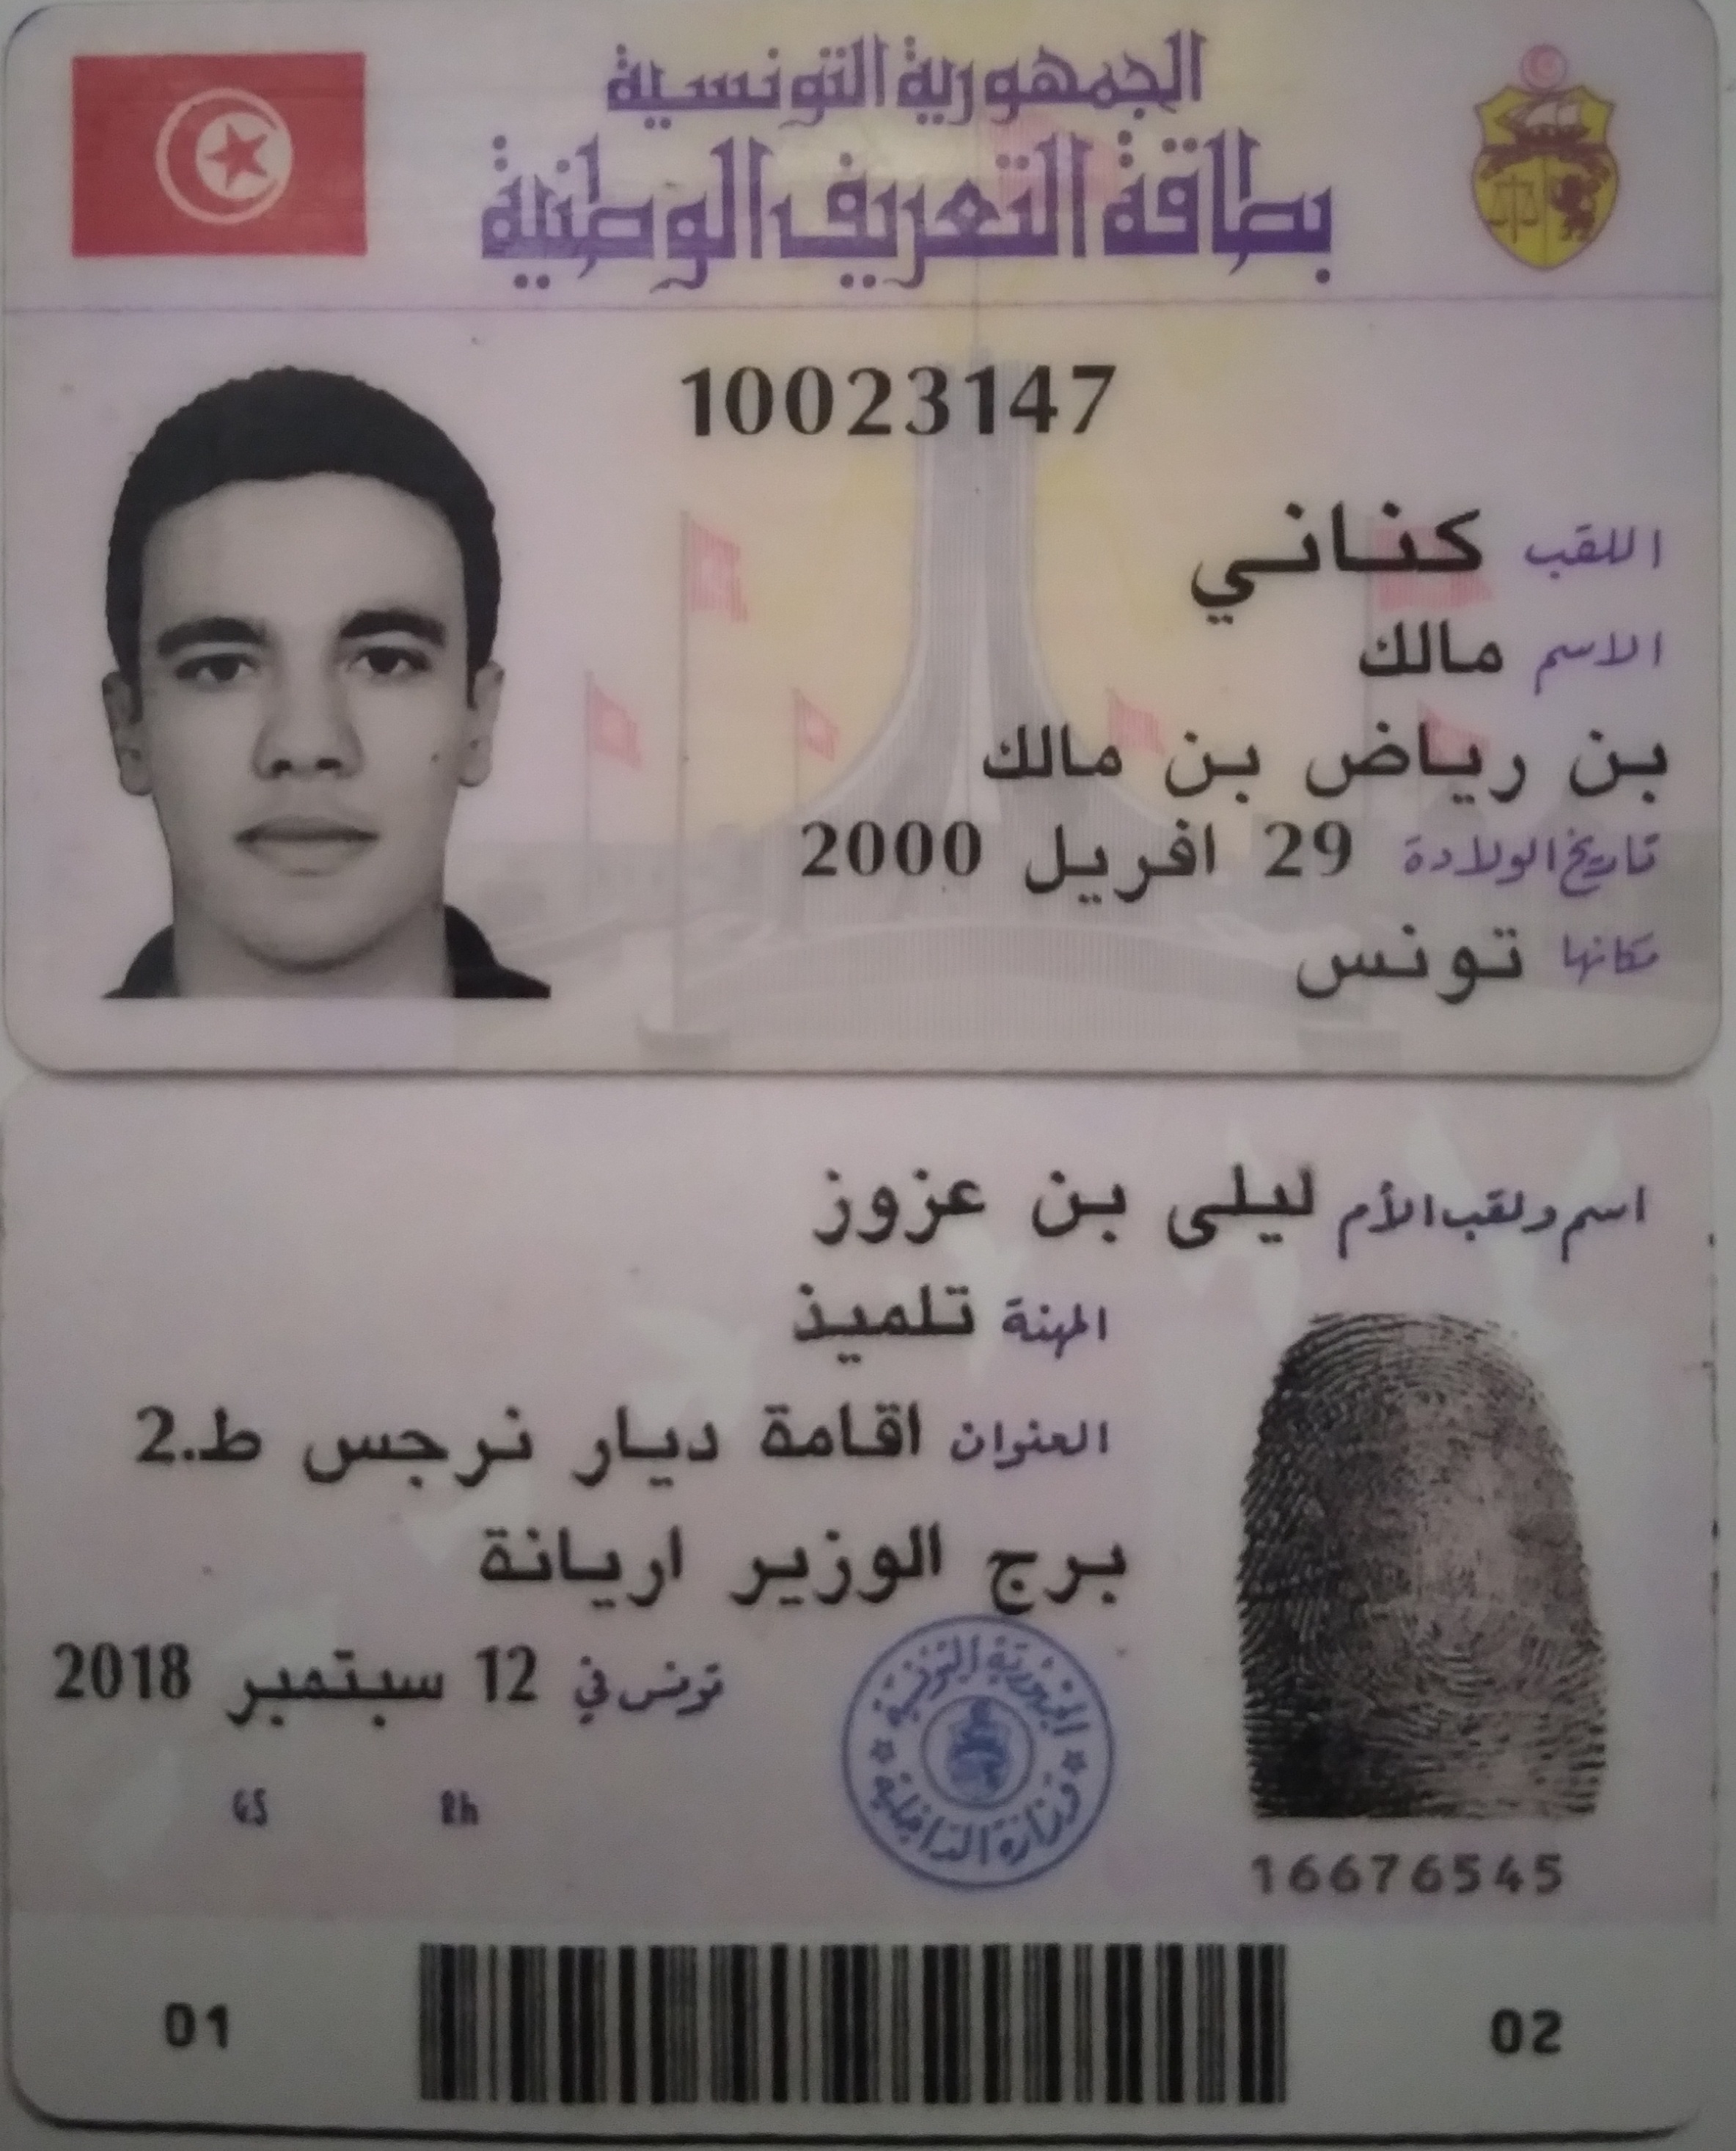 الجمهورية التونسية
بطاقة التعريف الوطنية
10023147
اللقب كناني
الاسم مالك
بن رياض بن مالك
تاريخ الولادة 29 افريل 2000
مكانها تونس
اسم ولقب الأم ليلى بن عزوز
المهنة تلميذ
العنوان اقامة ديار نرجس ط.2
برج الوزير اريانة
تونس في 12 سبتمبر 2018
الجمهورية التونسية
وزارة الداخلية
GS Rh
16676545
01 02